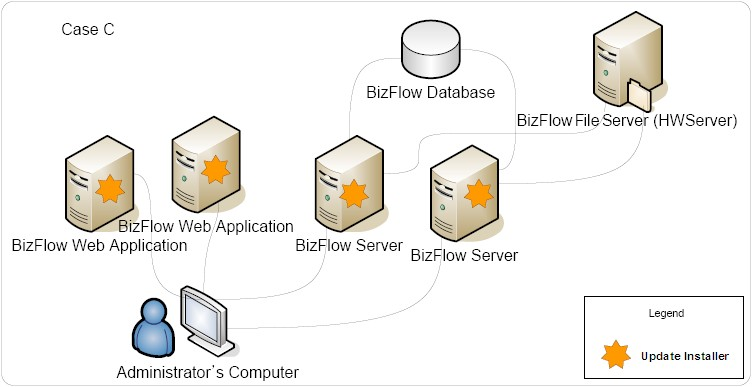 Case C
BizFlow Database
BizFlow File Server (HWServer)
BizFlow Web Application
BizFlow Web Application
BizFlow Server
BizFlow Server
Administrator's Computer
Legend
Update Installer